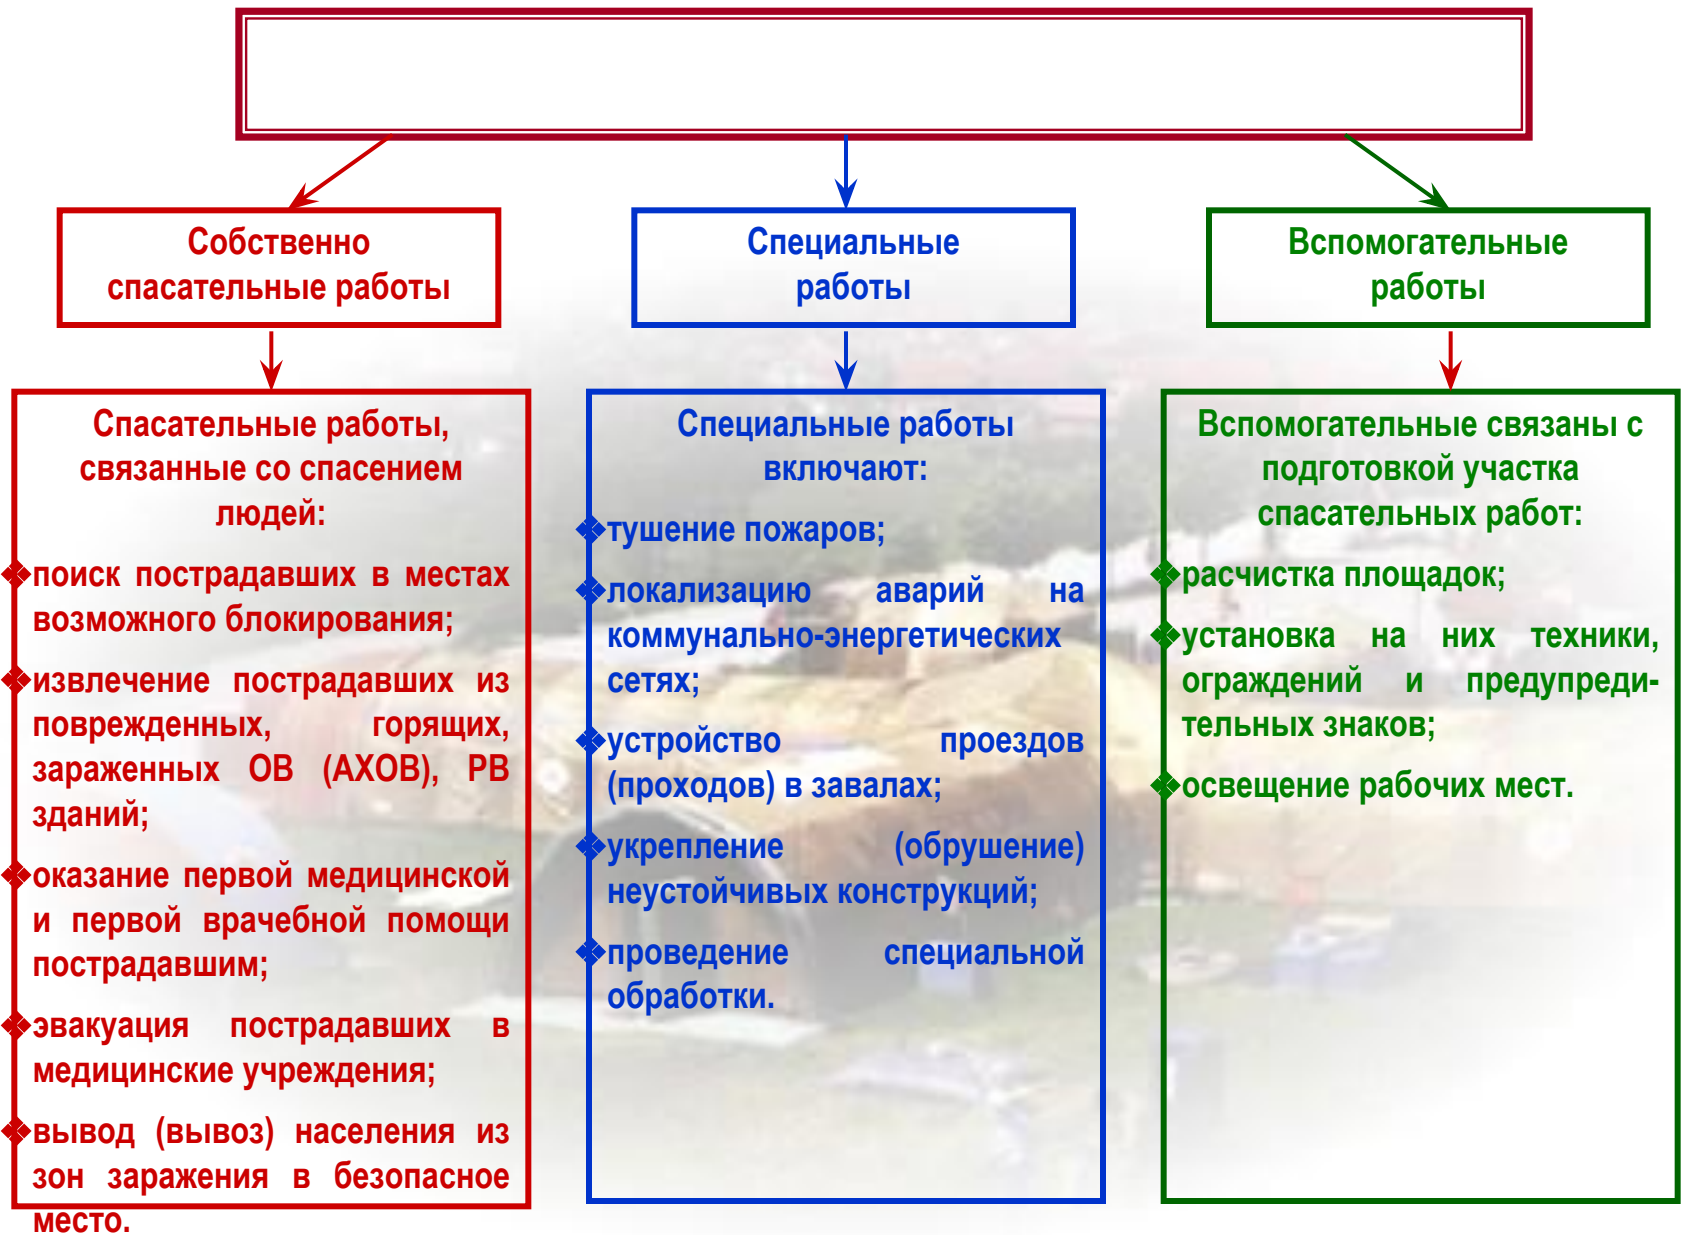 Собственно
спасательные работы
Специальные
работы
Вспомогательные
работы
Спасательные работы,
связанные со спасением
людей:
поиск пострадавших в местах
возможного блокирования;
извлечение пострадавших из
поврежденных, горящих,
зараженных ОВ (АХОВ), РВ
зданий;
оказание первой медицинской
и первой врачебной помощи
пострадавшим;
эвакуация пострадавших в
медицинские учреждения;
вывод (вывоз) населения из
зон заражения в безопасное
место.
Специальные работы
включают:
тушение пожаров;
локализацию аварий на
коммунально-энергетических
сетях;
устройство проездов
(проходов) в завалах;
укрепление (обрушение)
неустойчивых конструкций;
проведение специальной
обработки.
Вспомогательные связаны с
подготовкой участка
спасательных работ:
расчистка площадок;
установка на них техники,
ограждений и предупреди-
тельных знаков;
освещение рабочих мест.